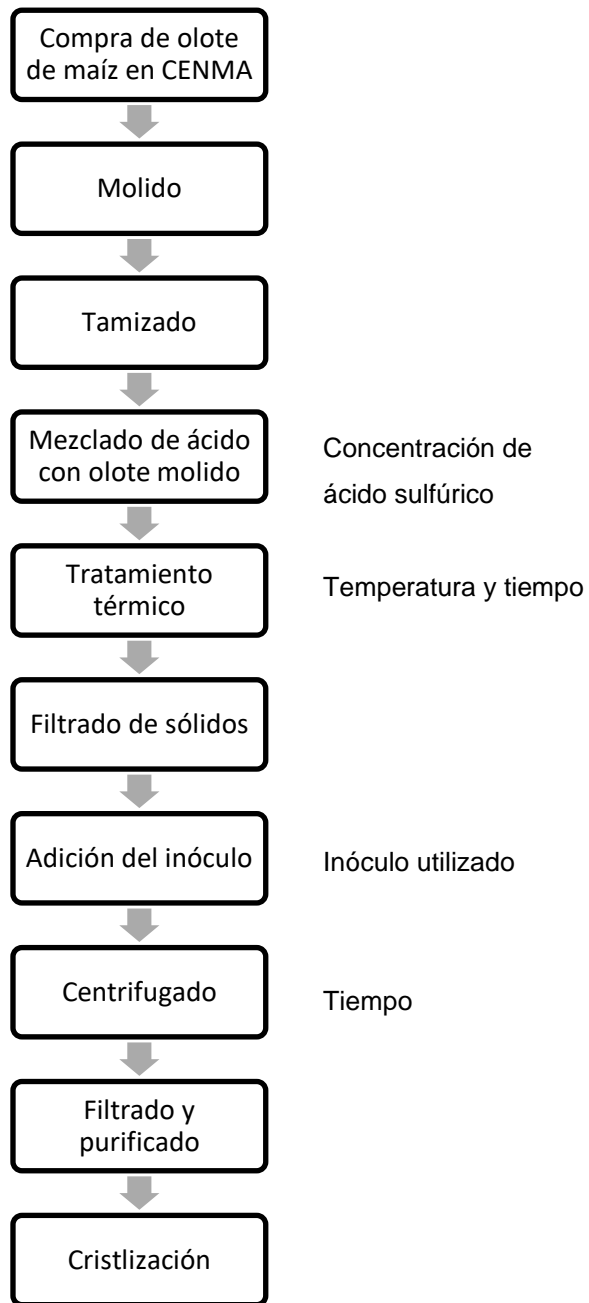 Compra de olote
de maíz en CENMA
Molido
Tamizado
Mezclado de ácido
con olote molido
Concentración de
ácido sulfúrico
Tratamiento
térmico
Temperatura y tiempo
Filtrado de sólidos
Adición del inóculo
Inóculo utilizado
Centrifugado
Tiempo
Filtrado y
purificado
Cristlización